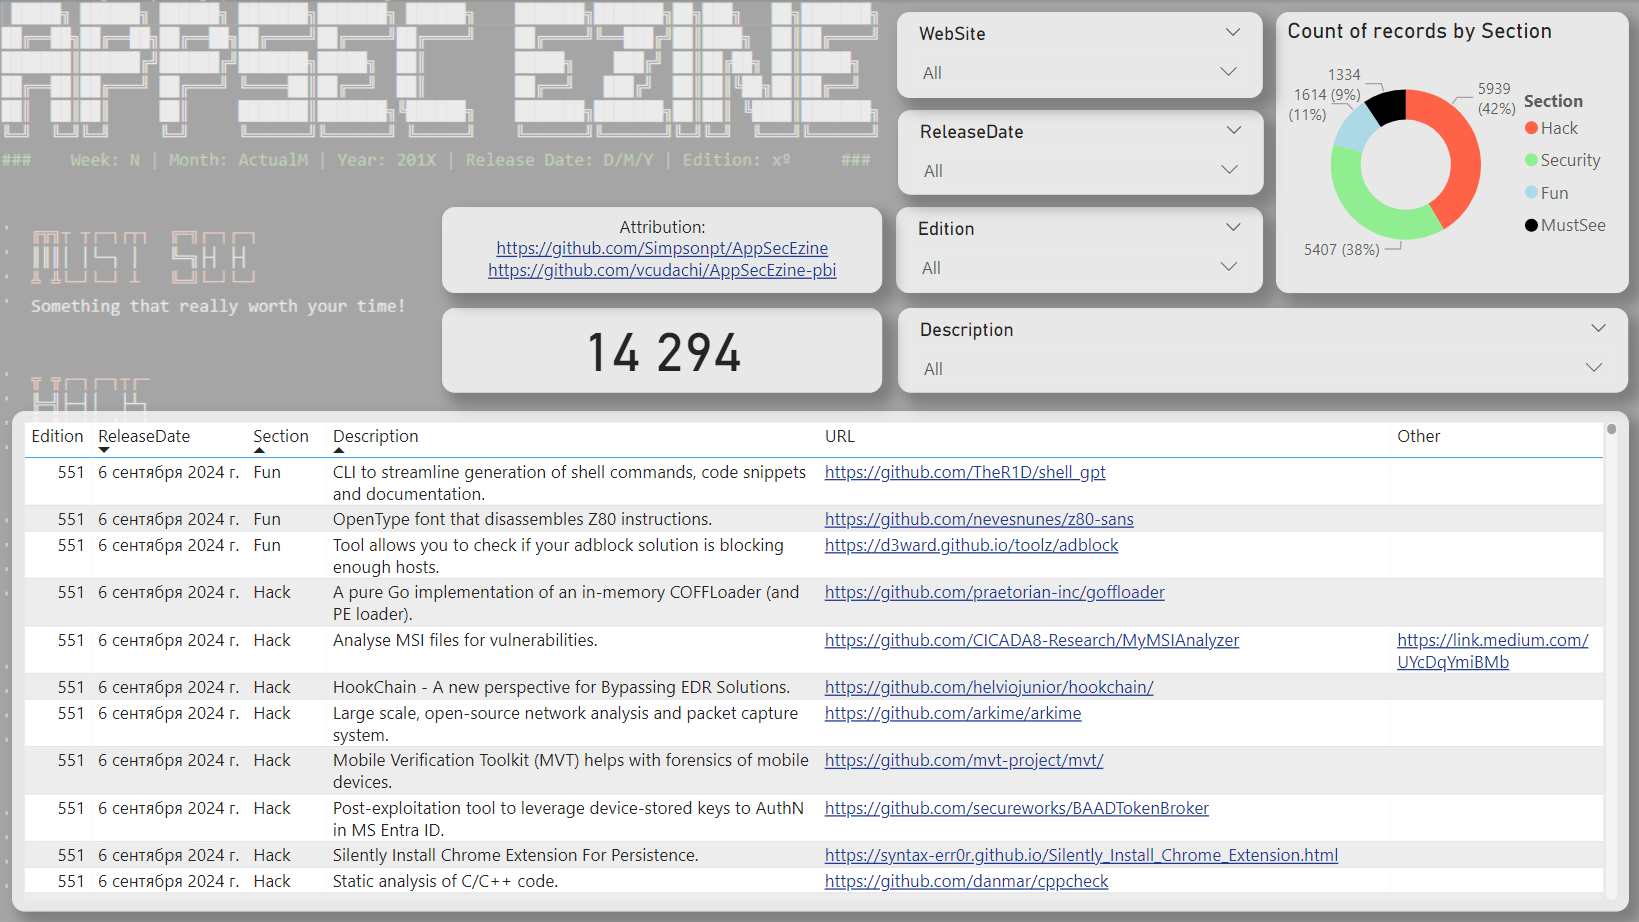 APPSEC EZINE
### Week: N | Month: ActualM | Year: 201X | Release Date: D/M/Y | Edition: xº ###
Something that really worth your time!
Attribution:
https://github.com/Simpsonpt/AppSecEzine
https://github.com/vcudachi/AppSecEzine-pbi
14 294
WebSite
All
ReleaseDate
All
Edition
All
Description
All
Count of records by Section
1334
(9%)
1614
(11%)
5939
(42%)
5407 (38%)
Section
Hack
Security
Fun
MustSee
Edition ReleaseDate Section Description URL Other
551 6 сентября 2024 г. Fun CLI to streamline generation of shell commands, code snippets https://github.com/TheR1D/shell_gpt
and documentation.
551 6 сентября 2024 г. Fun OpenType font that disassembles Z80 instructions. https://github.com/nevesnunes/z80-sans
551 6 сентября 2024 г. Fun Tool allows you to check if your adblock solution is blocking https://d3ward.github.io/toolz/adblock
enough hosts.
551 6 сентября 2024 г. Hack A pure Go implementation of an in-memory COFFLoader (and https://github.com/praetorian-inc/goffloader
PE loader).
551 6 сентября 2024 г. Hack Analyse MSI files for vulnerabilities. https://github.com/CICADA8-Research/MyMSIAnalyzer https://link.medium.com/
UYcDqYmiBMb
551 6 сентября 2024 г. Hack HookChain - A new perspective for Bypassing EDR Solutions. https://github.com/helviojunior/hookchain/
551 6 сентября 2024 г. Hack Large scale, open-source network analysis and packet capture https://github.com/arkime/arkime
system.
551 6 сентября 2024 г. Hack Mobile Verification Toolkit (MVT) helps with forensics of mobile https://github.com/mvt-project/mvt/
devices.
551 6 сентября 2024 г. Hack Post-exploitation tool to leverage device-stored keys to AuthN https://github.com/secureworks/BAADTokenBroker
in MS Entra ID.
551 6 сентября 2024 г. Hack Silently Install Chrome Extension For Persistence. https://syntax-err0r.github.io/Silently_Install_Chrome_Extension.html
551 6 сентября 2024 г. Hack Static analysis of C/C++ code. https://github.com/danmar/cppcheck